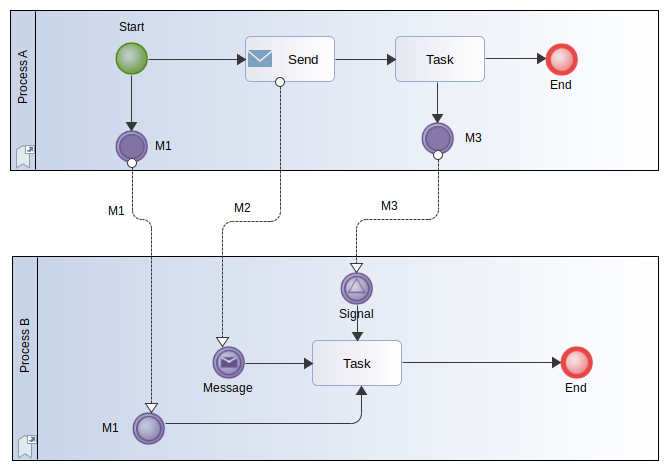 Process A
Start
Send
Task
End
M1
M3
M1
M2
M3
Process B
Signal
Message
Task
End
M1